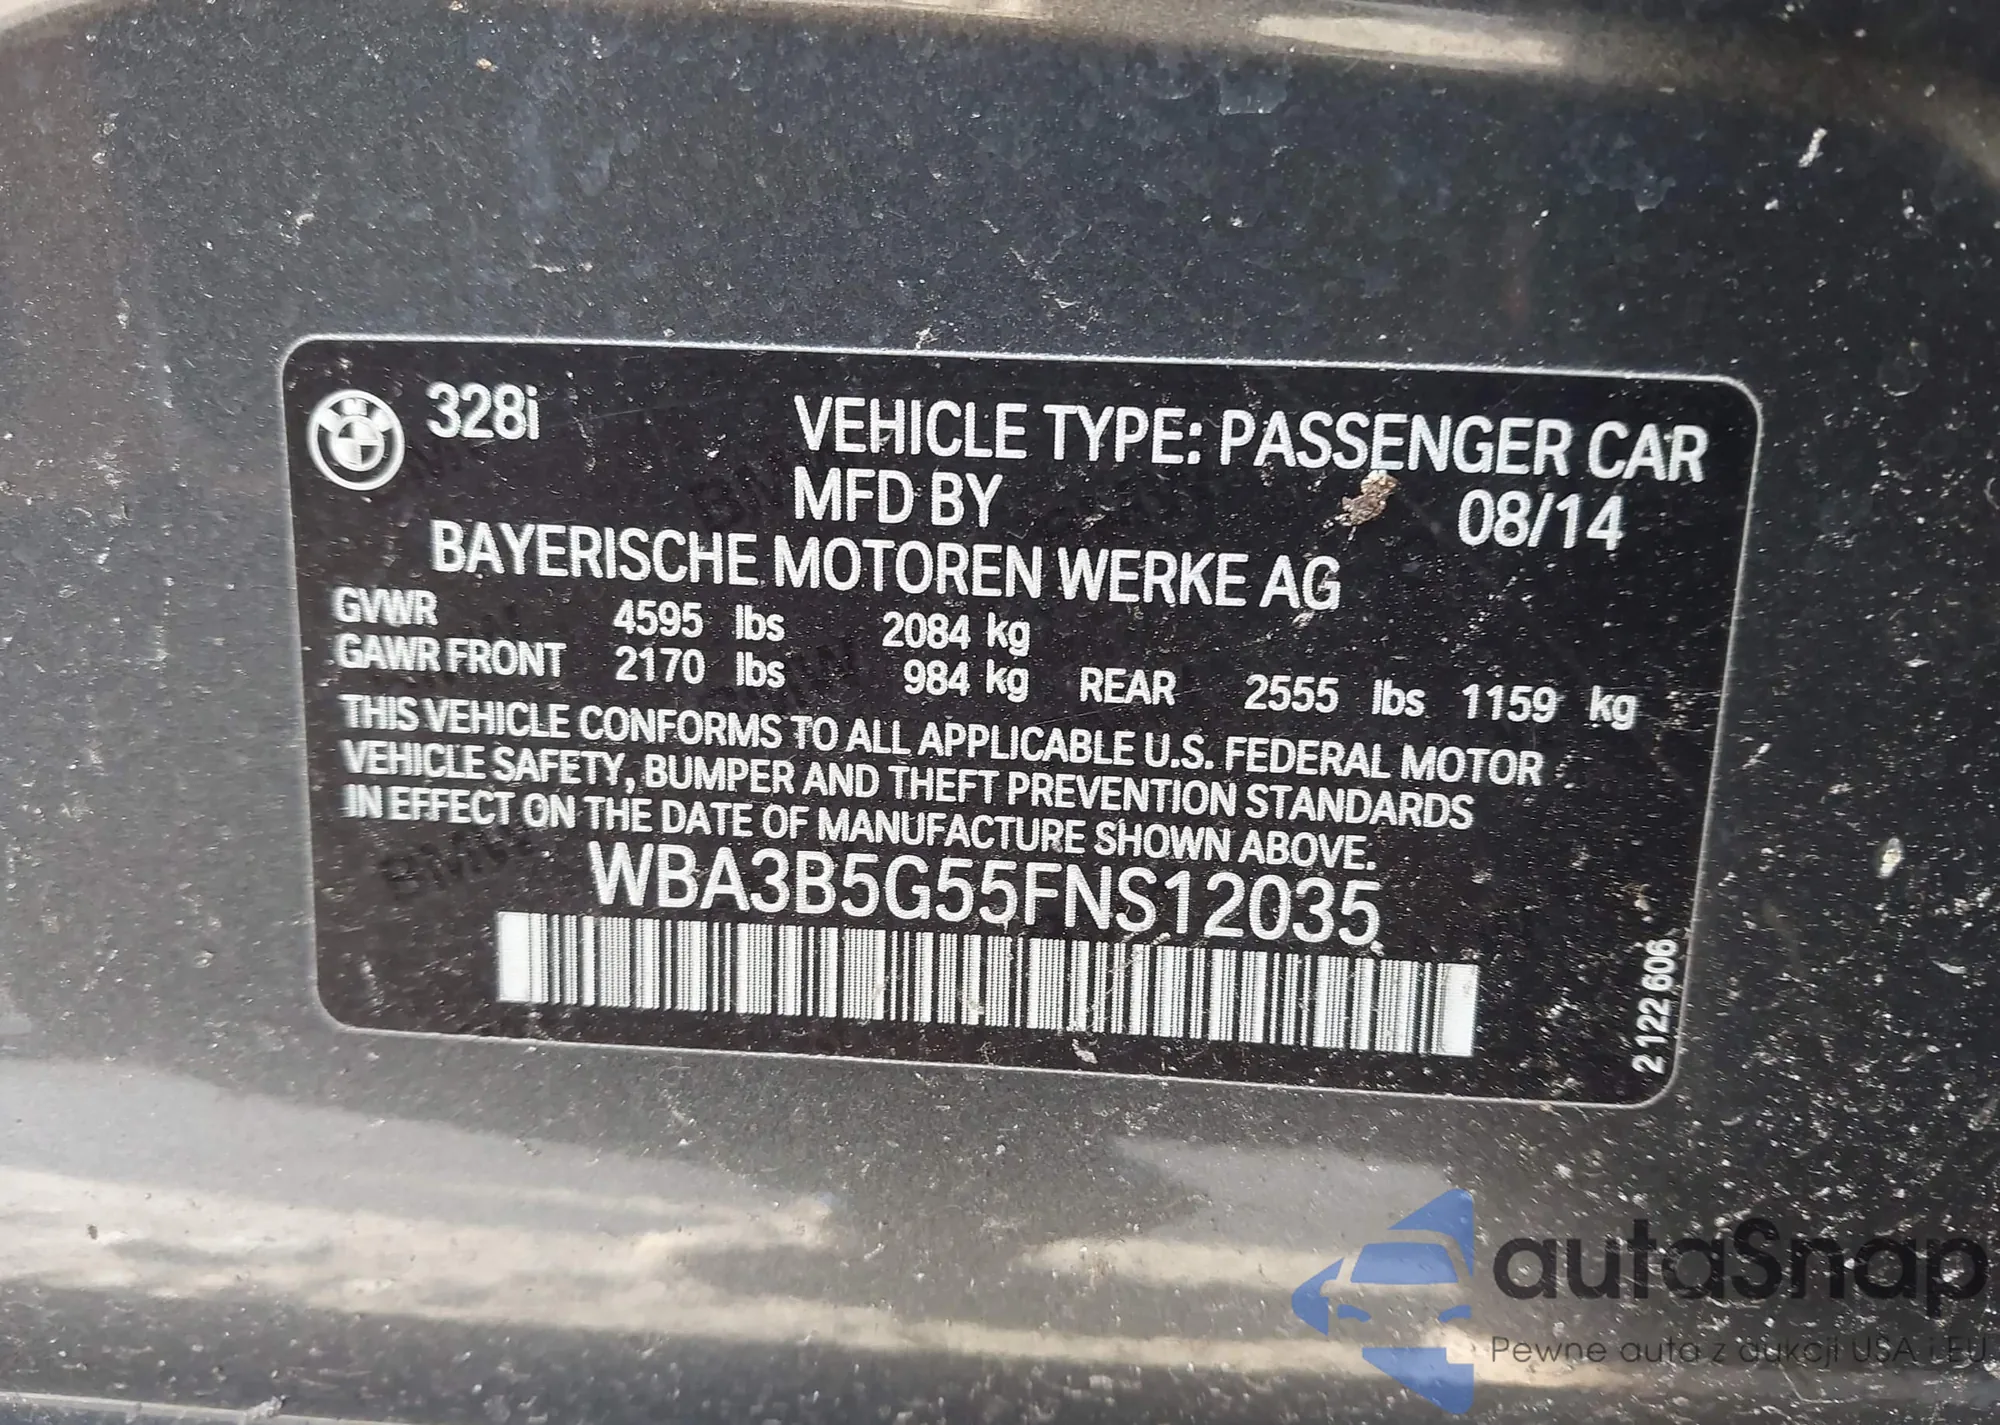 328i
VEHICLE TYPE: PASSENGER CAR
MFD BY 08/14
BAYERISCHE MOTOREN WERKE AG
GVWR 4595 lbs 2084 kg
GAWR FRONT 2170 lbs 984 kg REAR 2555 lbs 1159 kg
THIS VEHICLE CONFORMS TO ALL APPLICABLE U.S. FEDERAL MOTOR
VEHICLE SAFETY, BUMPER AND THEFT PREVENTION STANDARDS
IN EFFECT ON THE DATE OF MANUFACTURE SHOWN ABOVE.
WBA3B5G55FNS12035
2 122 606
autaSnap
Pewne auta z aukcji USA i EU